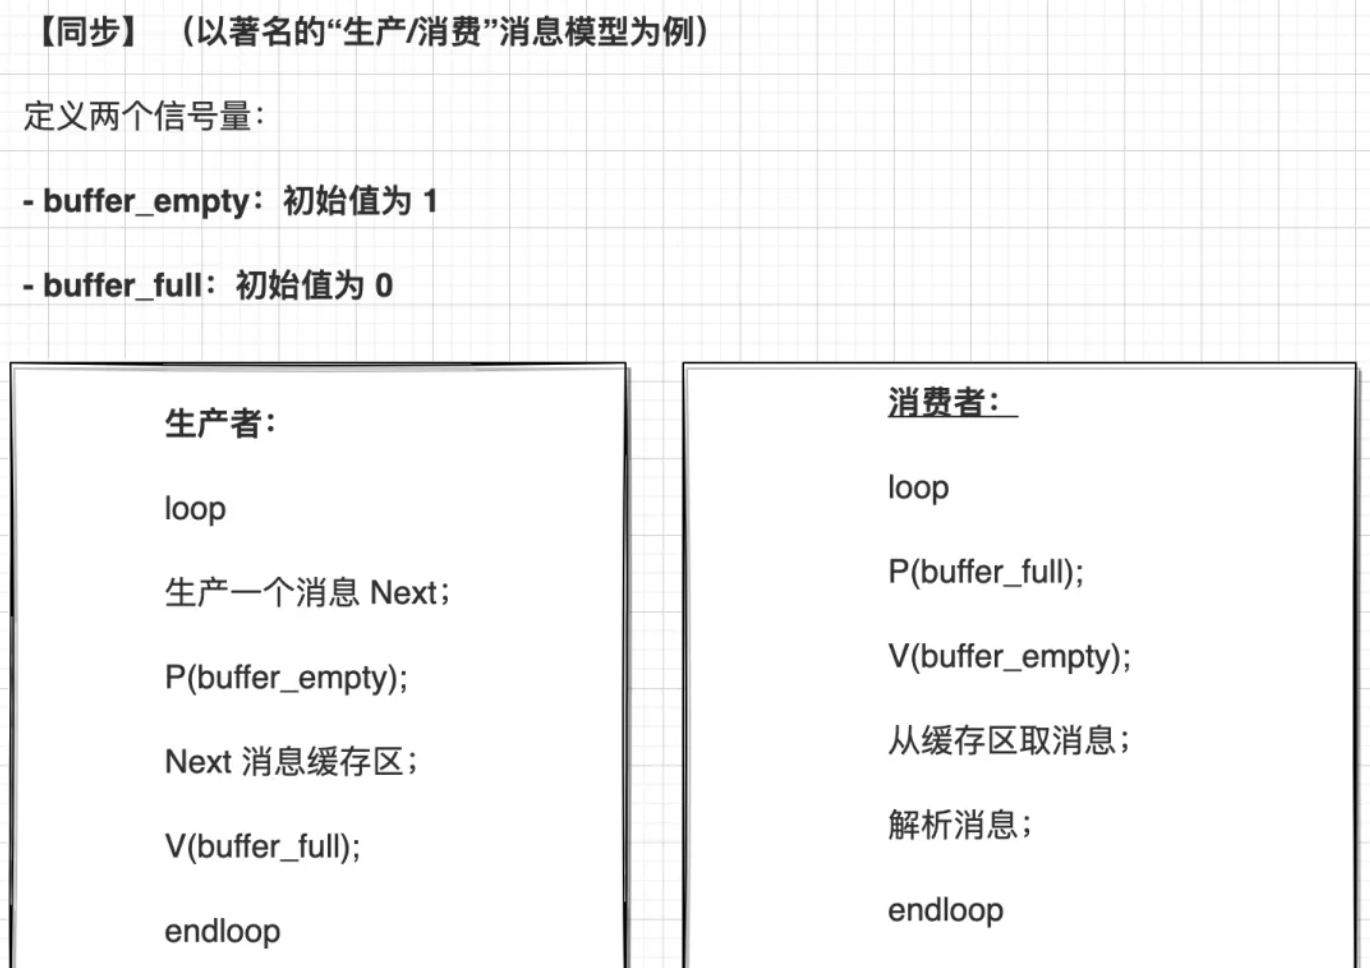 【同步】（以著名的“生产/消费”消息模型为例）
定义两个信号量：
- buffer_empty：初始值为 1
- buffer_full：初始值为 0
生产者：
loop
生产一个消息 Next；
P(buffer_empty);
Next 消息缓存区；
V(buffer_full);
endloop
消费者：
loop
P(buffer_full);
V(buffer_empty);
从缓存区取消息；
解析消息；
endloop